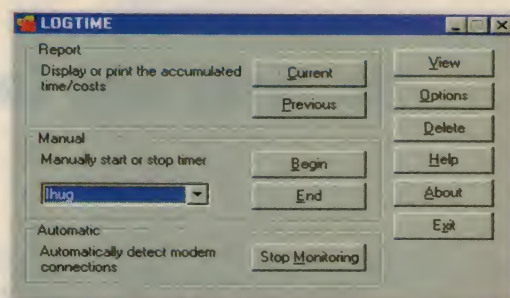 LOGTIME
Report
Display or print the accumulated
time/costs
Current
Previous
Manual
Manually start or stop timer
Ihug
Begin
End
Automatic
Automatically detect modem
connections
Stop Monitoring
View
Options
Delete
Help
About
Exit